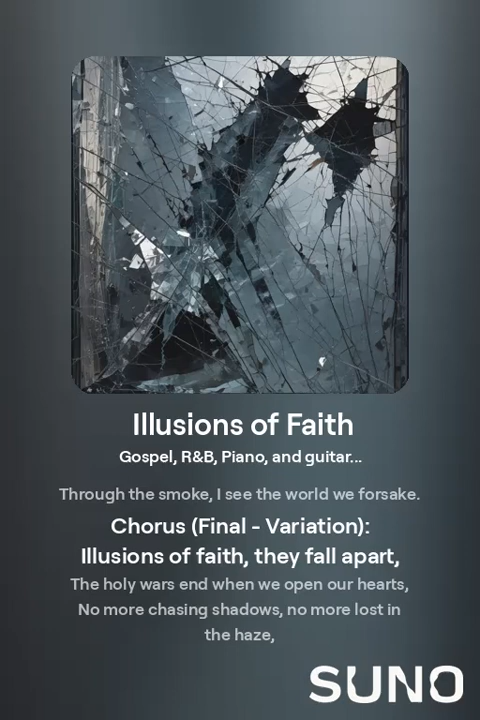 Illusions of Faith
Gospel, R&B, Piano, and guitar...
Through the smoke, I see the world we forsake.
Chorus (Final - Variation):
Illusions of faith, they fall apart,
The holy wars end when we open our hearts,
No more chasing shadows, no more lost in
the haze,
SUNO